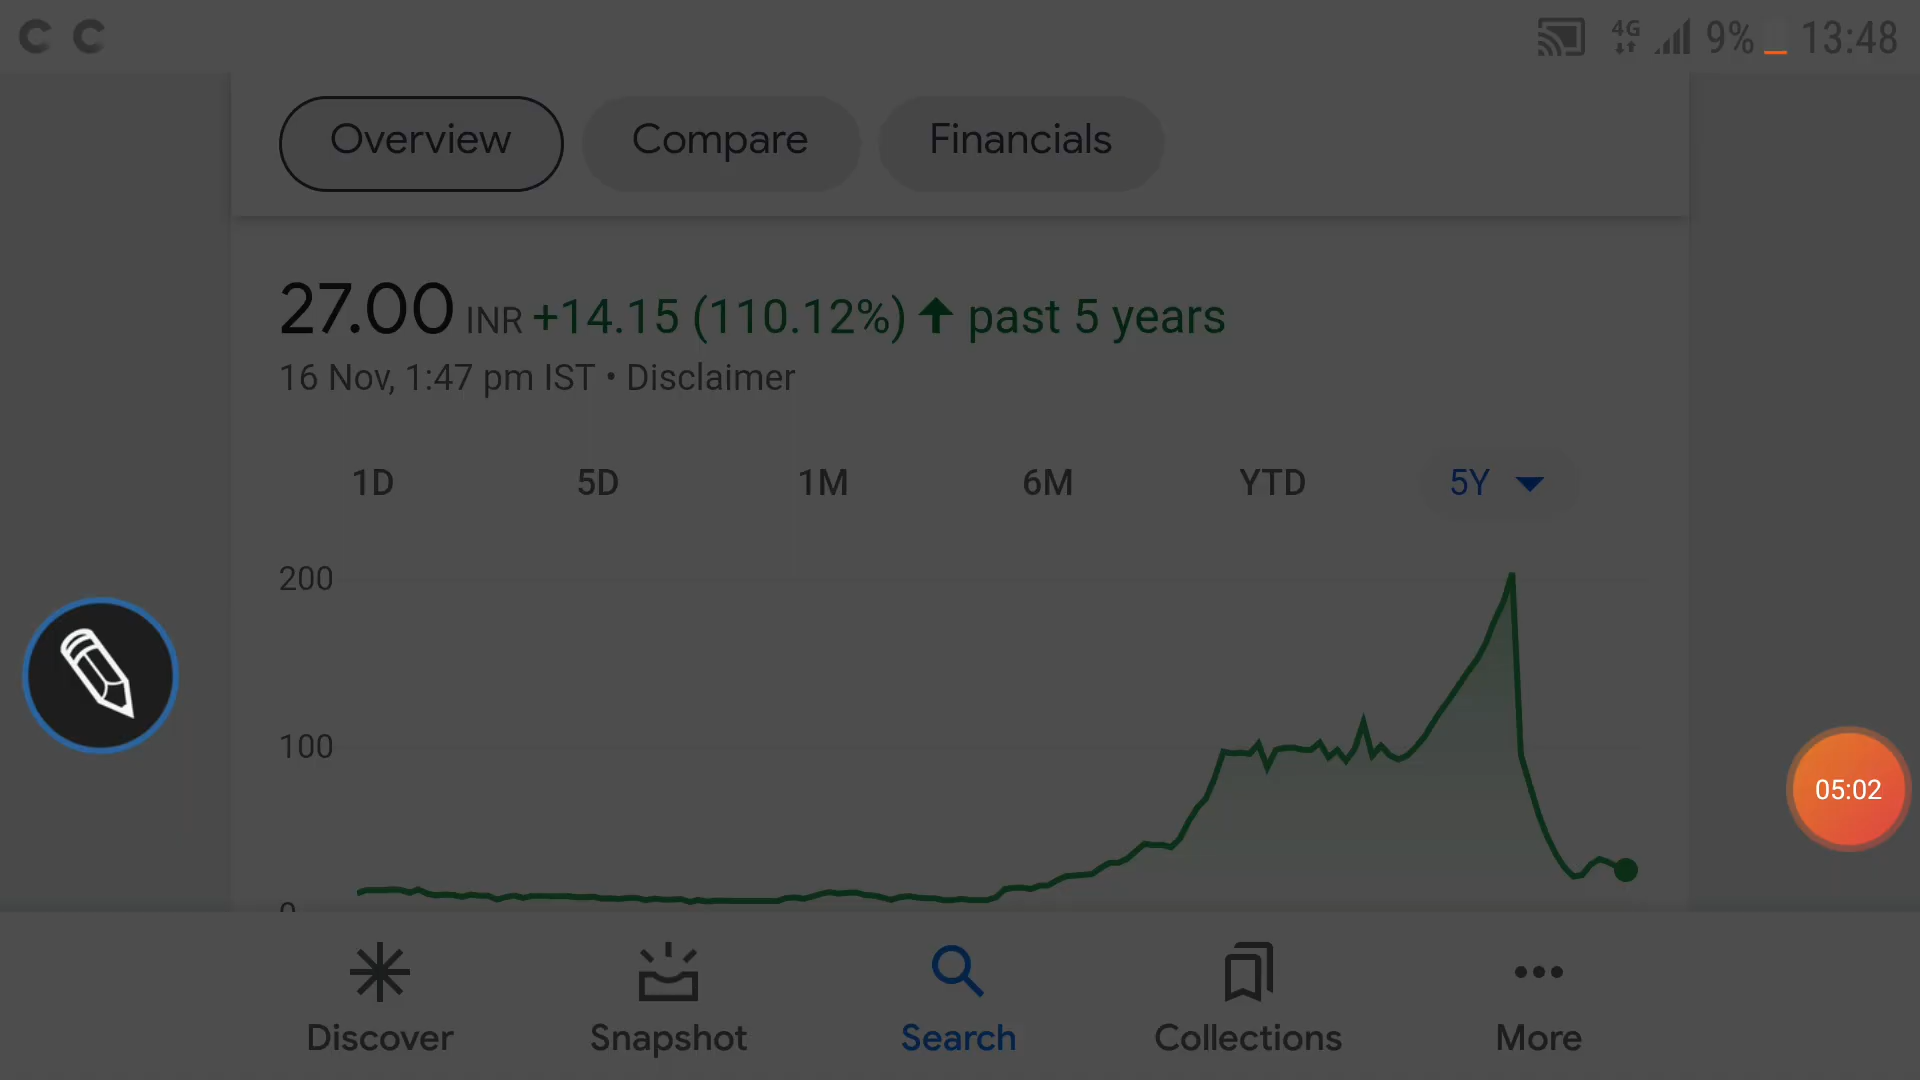 4G 9% 13:48
Overview Compare Financials
27.00 INR +14.15 (110.12%) past 5 years
16 Nov, 1:47 pm IST • Disclaimer
1D 5D 1M 6M YTD 5Y
200
100
0
05:02
Discover Snapshot Search Collections More